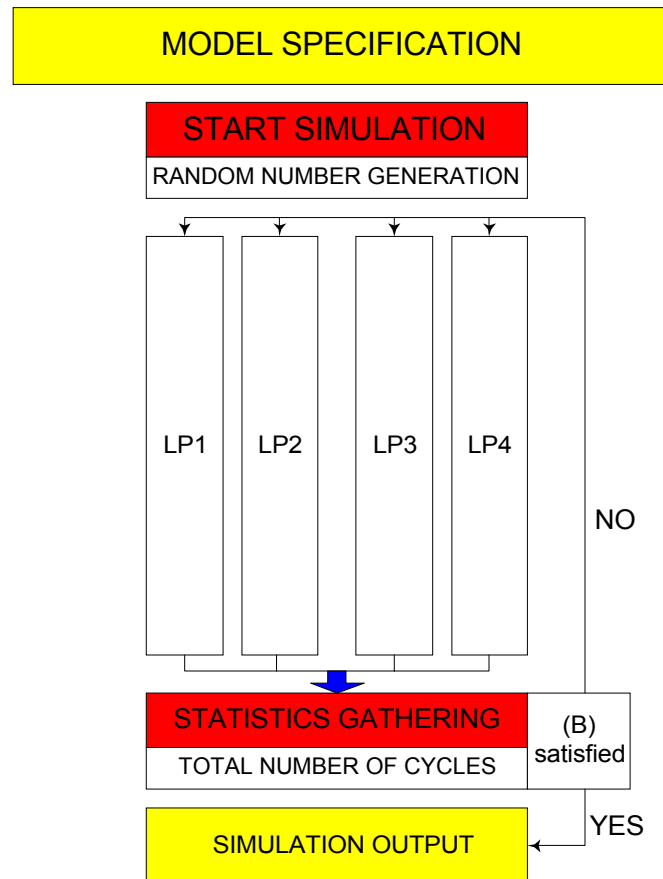 MODEL SPECIFICATION
START SIMULATION
RANDOM NUMBER GENERATION
LP1
LP2
LP3
LP4
NO
STATISTICS GATHERING
(B)
satisfied
TOTAL NUMBER OF CYCLES
YES
SIMULATION OUTPUT